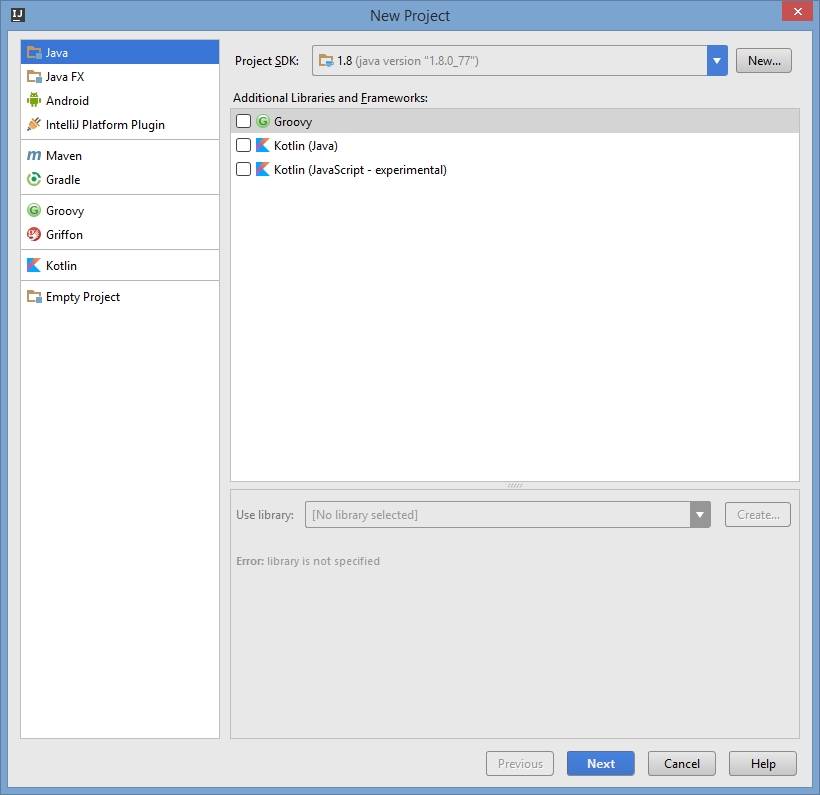 New Project
Java
Java FX
Android
IntelliJ Platform Plugin
Maven
Gradle
Groovy
Griffon
Kotlin
Empty Project
Project SDK: 1.8 (java version "1.8.0_77") New...
Additional Libraries and Frameworks:
Groovy
Kotlin (Java)
Kotlin (JavaScript - experimental)
Use library: [No library selected] Create...
Error: library is not specified
Previous Next Cancel Help